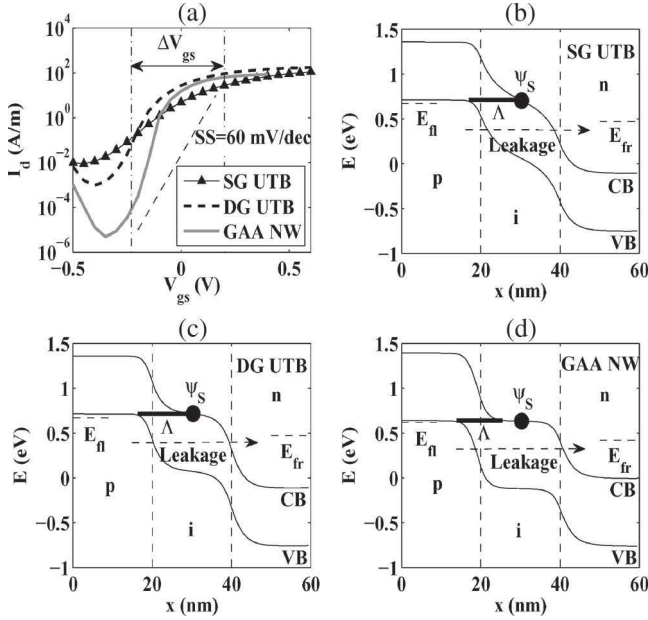 (a)
ΔV_gs
SS=60 mV/dec
SG UTB
DG UTB
GAA NW
I_d (A/m)
10^4
10^2
10^0
10^-2
10^-4
10^-6
-0.5 0 0.5
V_gs (V)
(b)
SG UTB
n
ψ_S
Λ
E_fl
E_fr
Leakage
p
i
CB
VB
E (eV)
1.5
1
0.5
0
0.5
−1
0 20 40 60
x (nm)
(c)
DG UTB
n
ψ_S
Λ
E_fl
E_fr
Leakage
p
i
CB
VB
E (eV)
1.5
1
0.5
0
−0.5
−1
0 20 40 60
x (nm)
(d)
GAA NW
n
ψ_S
Λ
E_fl
E_fr
Leakage
p
i
CB
VB
E (eV)
1.5
1
0.5
0
−0.5
−1
0 20 40 60
x (nm)